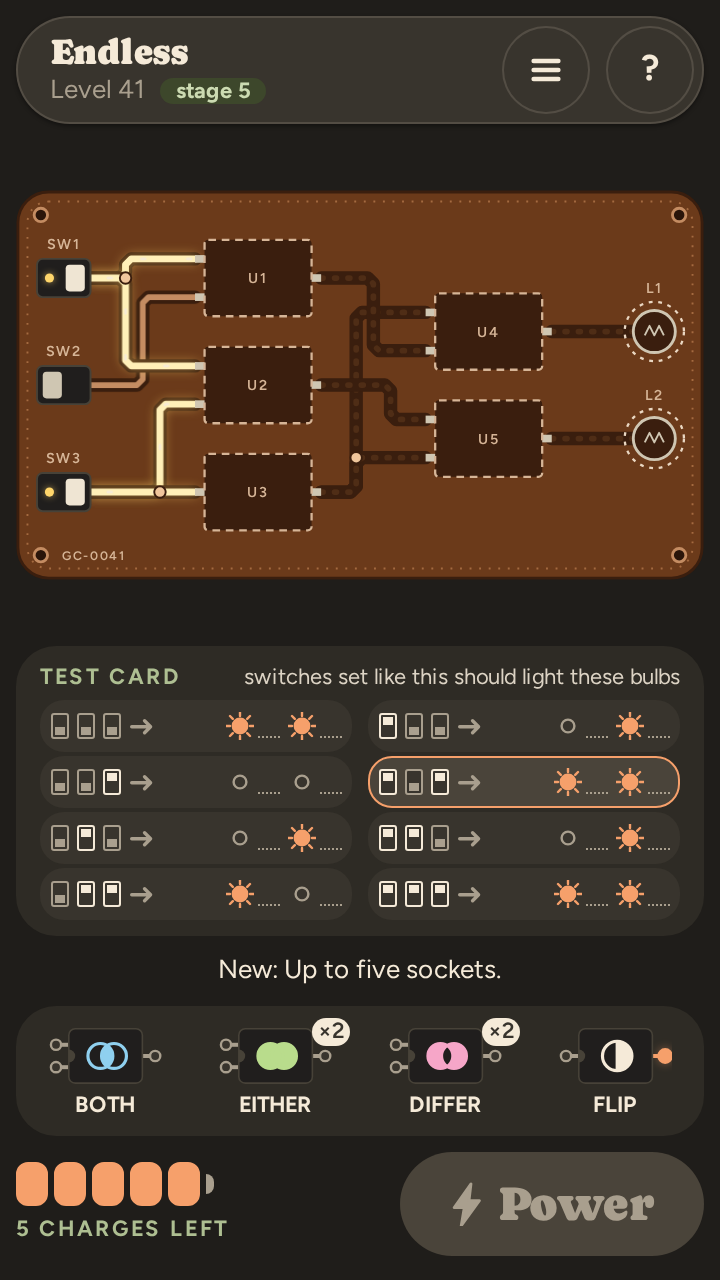 Endless
Level 41 stage 5
?
SW1
U1
L1
U4
SW2
U2
L2
U5
SW3
U3
GC-0041
TEST CARD switches set like this should light these bulbs
New: Up to five sockets.
×2 ×2
BOTH EITHER DIFFER FLIP
5 CHARGES LEFT
Power